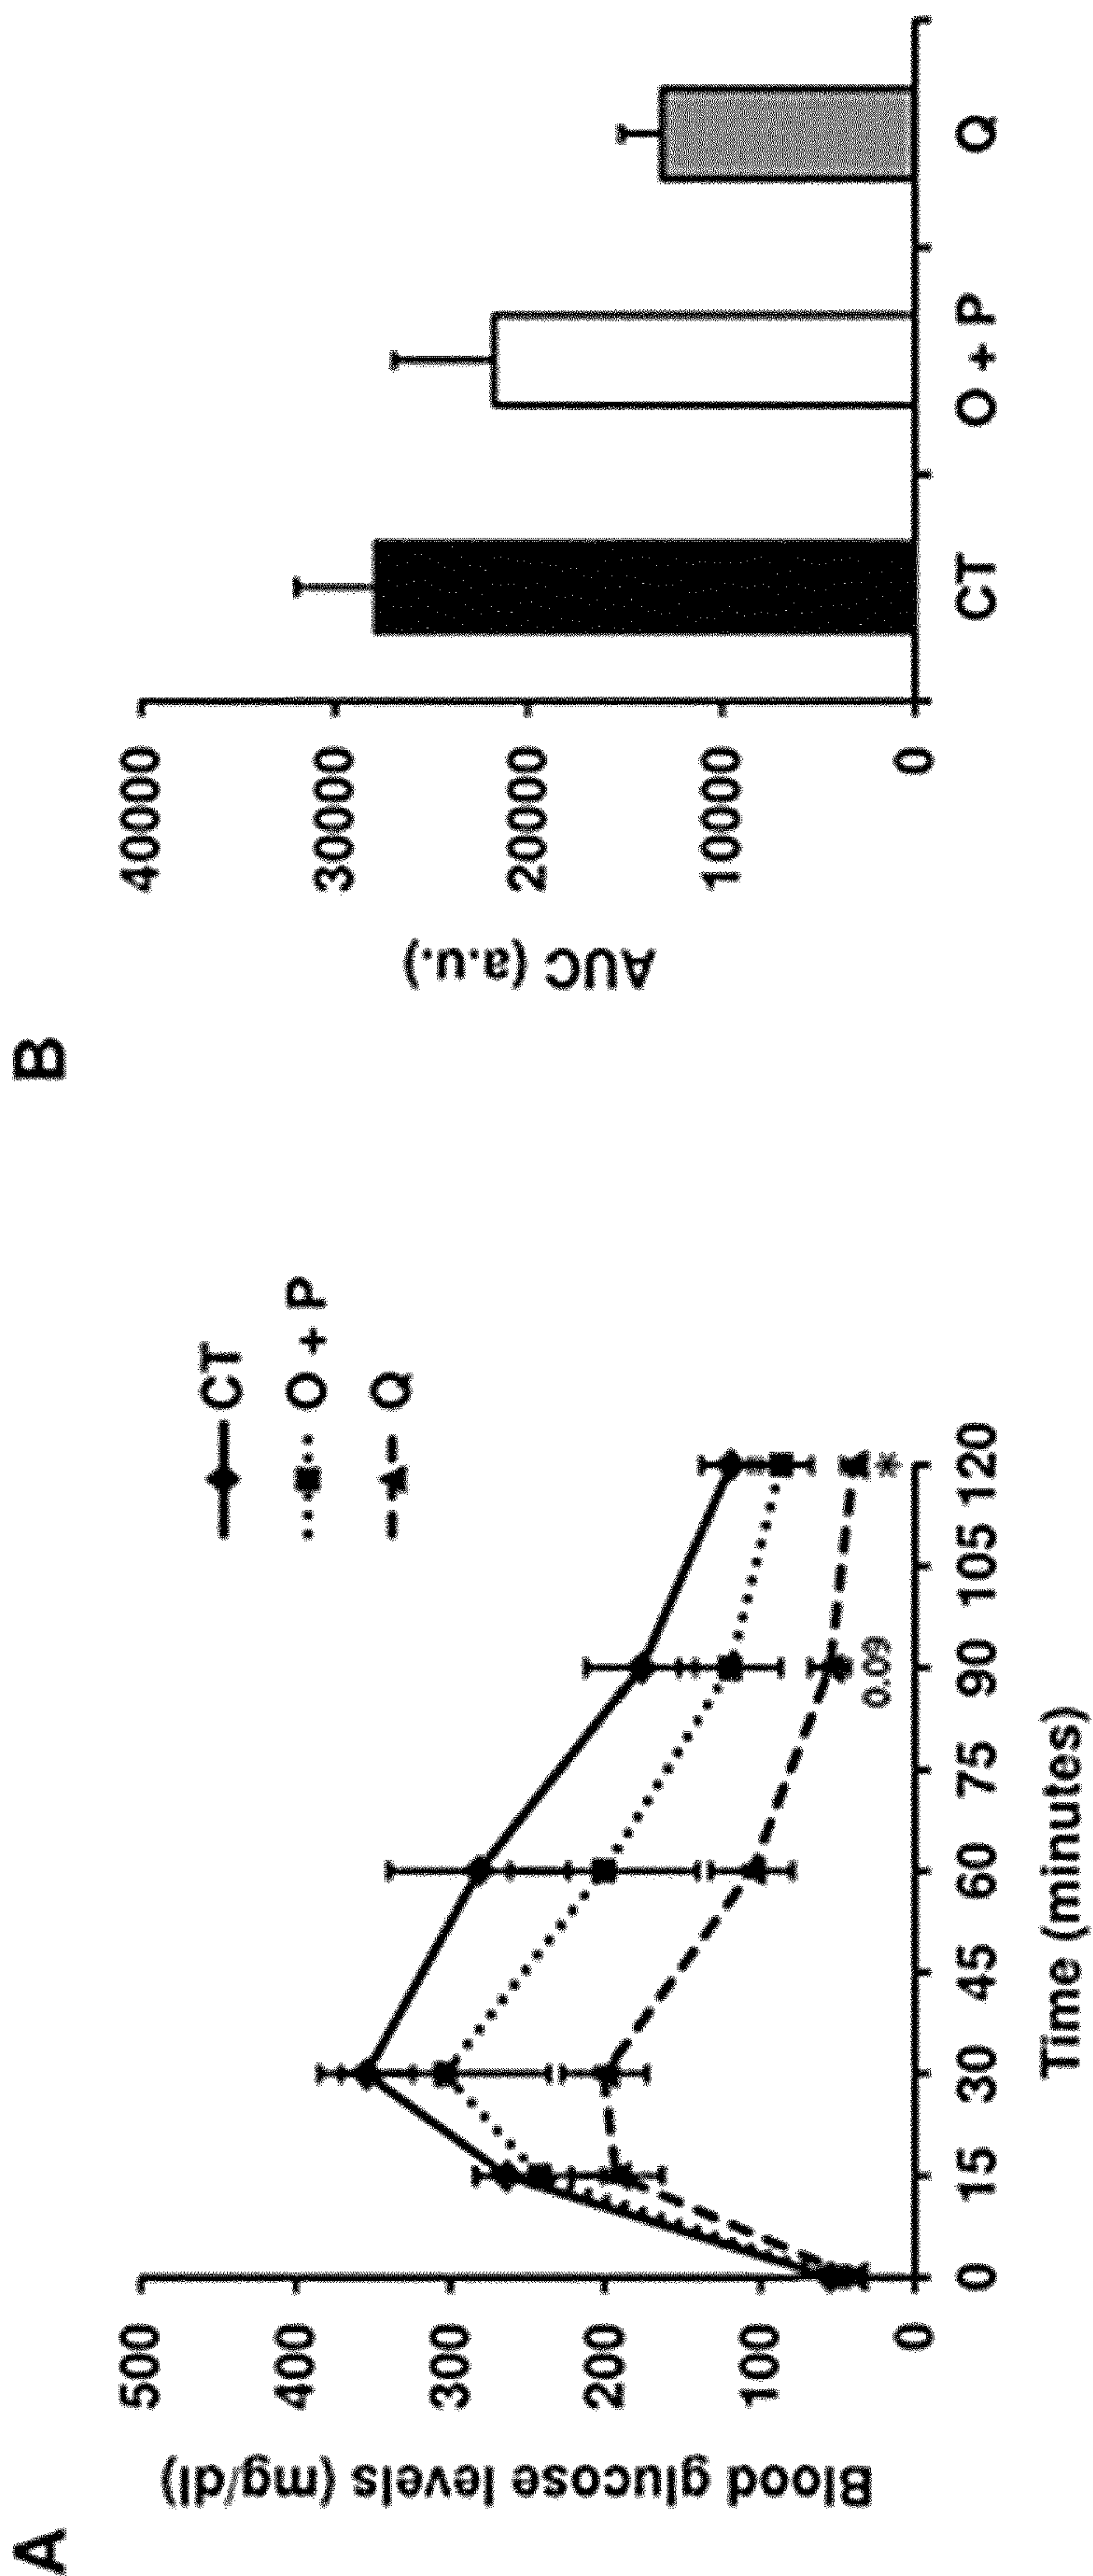 A
Blood glucose levels (mg/dl)
500
400
300
200
100
0
0 15 30 45 60 75 90 105 120
Time (minutes)
CT
O + P
Q
0.09
*
B
AUC (a.u.)
40000
30000
20000
10000
0
CT O + P Q